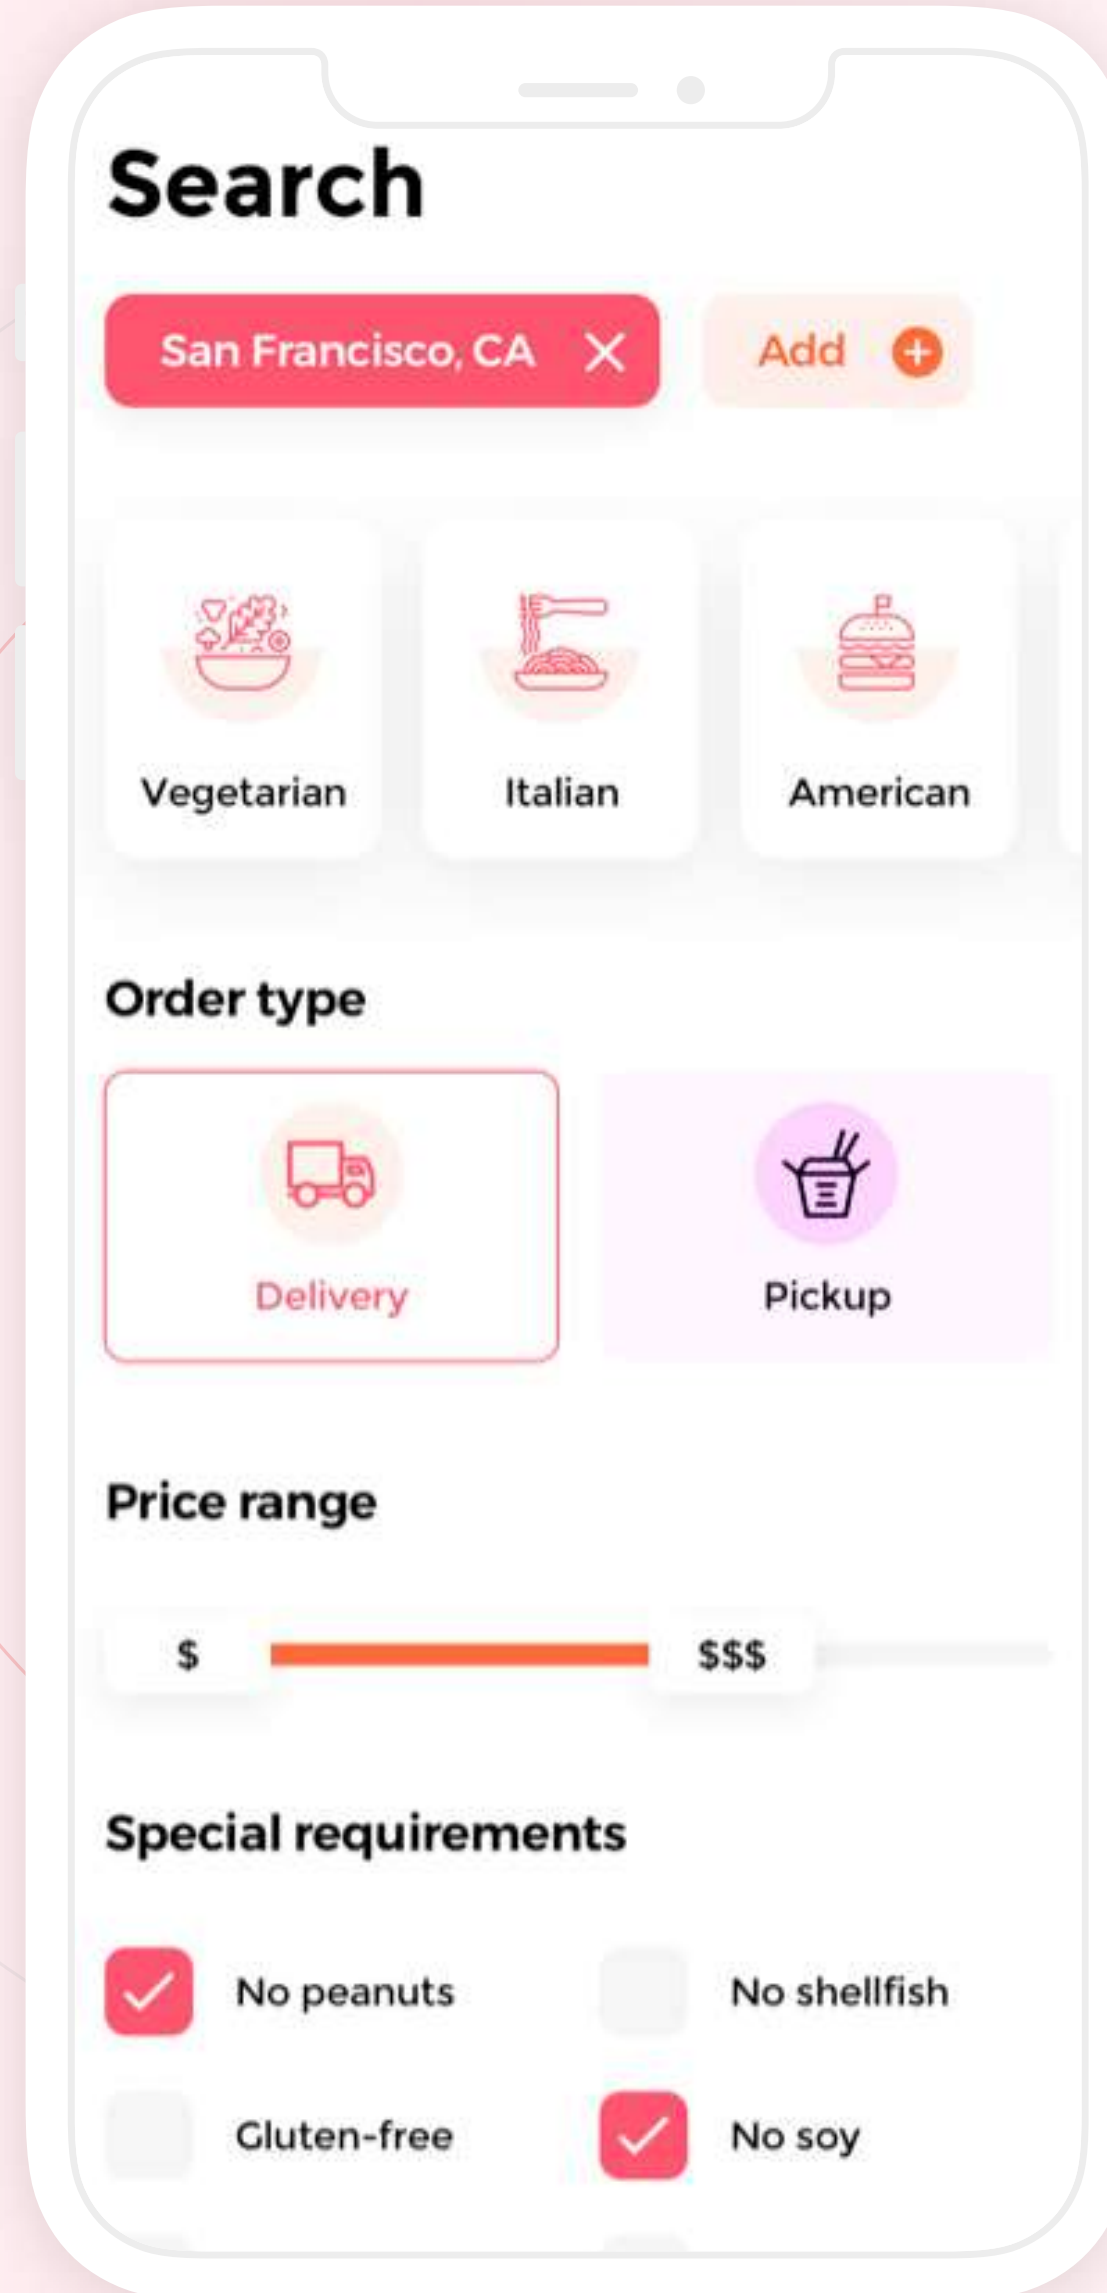 Search
San Francisco, CA
Add
Vegetarian Italian American
Order type
Delivery Pickup
Price range
$ $$$
Special requirements
No peanuts No shellfish
Gluten-free No soy